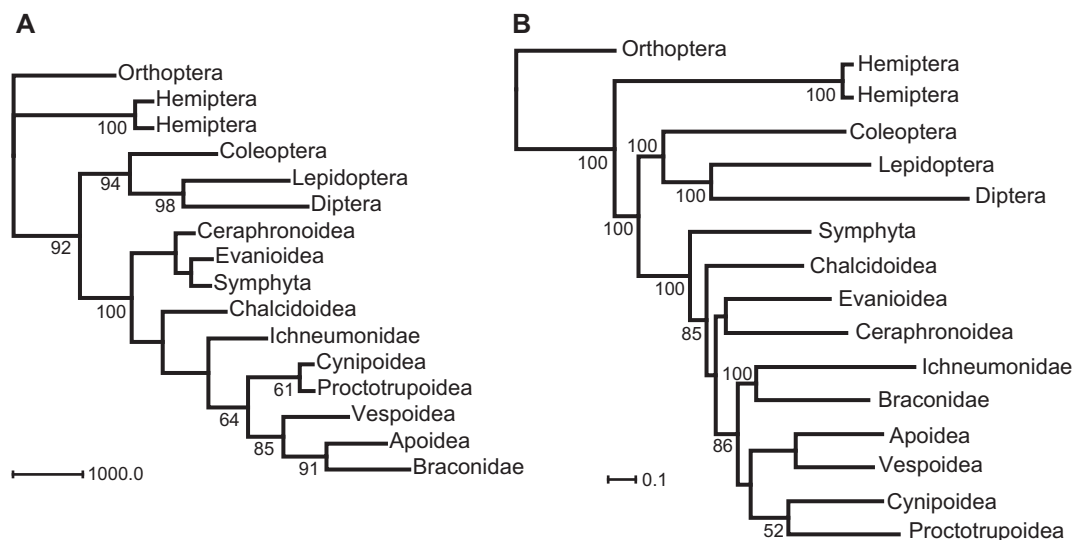 A
Orthoptera
Hemiptera
100
Hemiptera
Coleoptera
94
Lepidoptera
98
Diptera
92
Ceraphronoidea
Evanioidea
Symphyta
100
Chalcidoidea
Ichneumonidae
Cynipoidea
61
Proctotrupoidea
64
Vespoidea
85
Apoidea
91
Braconidae
1000.0
B
Orthoptera
Hemiptera
100
Hemiptera
Coleoptera
100
100
Lepidoptera
100
Diptera
100
Symphyta
100
Chalcidoidea
Evanioidea
85
Ceraphronoidea
Ichneumonidae
100
Braconidae
86
Apoidea
Vespoidea
0.1
Cynipoidea
52
Proctotrupoidea